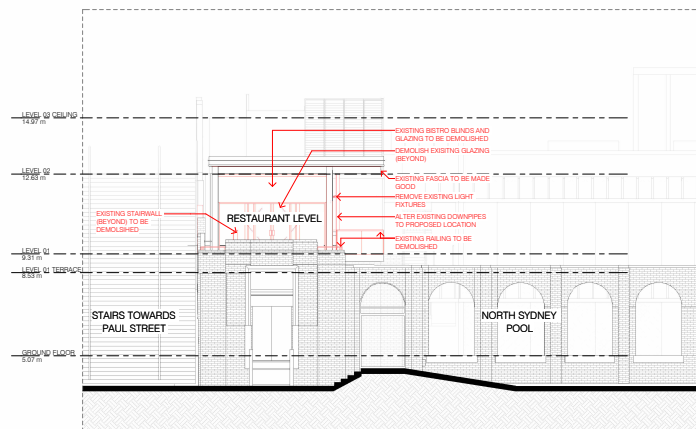 LEVEL 03 CEILING
14.97 m
EXISTING BISTRO BLINDS AND
GLAZING TO BE DEMOLISHED
DEMOLISH EXISITNG GLAZING
(BEYOND)
LEVEL 02
12.63 m
EXISTING FASCIA TO BE MADE
GOOD
REMOVE EXISTING LIGHT
FIXTURES
EXISTING STAIRWALL
(BEYOND) TO BE
DEMOLSIHED
RESTAURANT LEVEL
ALTER EXISTING DOWNPIPES
TO PROPOSED LOCATION
EXISTING RAILING TO BE
DEMOLISHED
LEVEL 01
9.31 m
LEVEL 01 TERRACE
8.53 m
STAIRS TOWARDS
PAUL STREET
NORTH SYDNEY
POOL
GROUND FLOOR
5.07 m